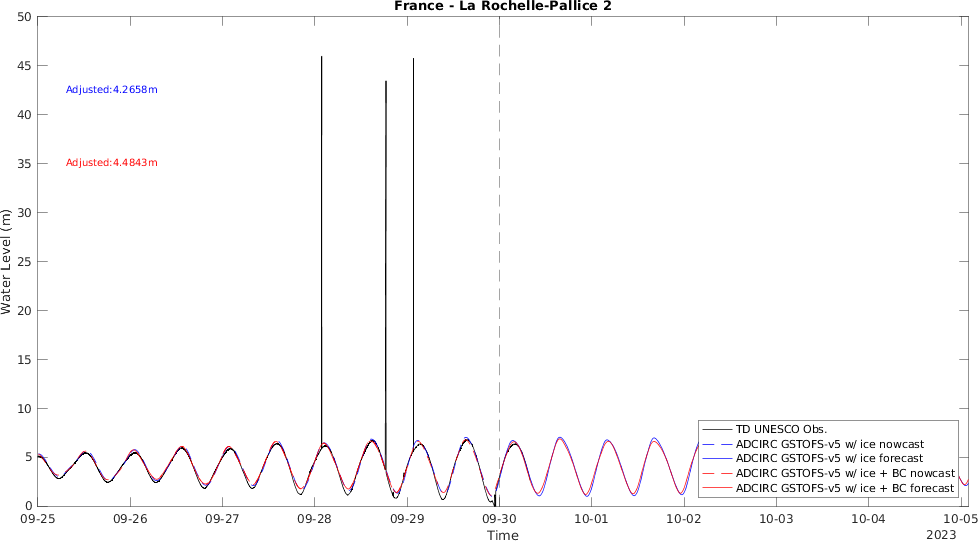 France - La Rochelle-Pallice 2
50
45
40
35
30
25
20
15
10
5
0
Water Level (m)
Adjusted:4.2658m
Adjusted:4.4843m
TD UNESCO Obs.
ADCIRC GSTOFS-v5 w/ ice nowcast
ADCIRC GSTOFS-v5 w/ ice forecast
ADCIRC GSTOFS-v5 w/ ice + BC nowcast
ADCIRC GSTOFS-v5 w/ ice + BC forecast
09-25 09-26 09-27 09-28 09-29 09-30 10-01 10-02 10-03 10-04 10-05
Time
2023